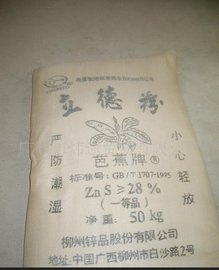 立德粉
芭蕉牌®
严防潮湿
小心轻放
标准号:GB/T1707-1995
ZnS≥28%
(一等品)
净重:50kg
柳州锌品股份有限公司
地址:中国广西柳州市白沙路2号